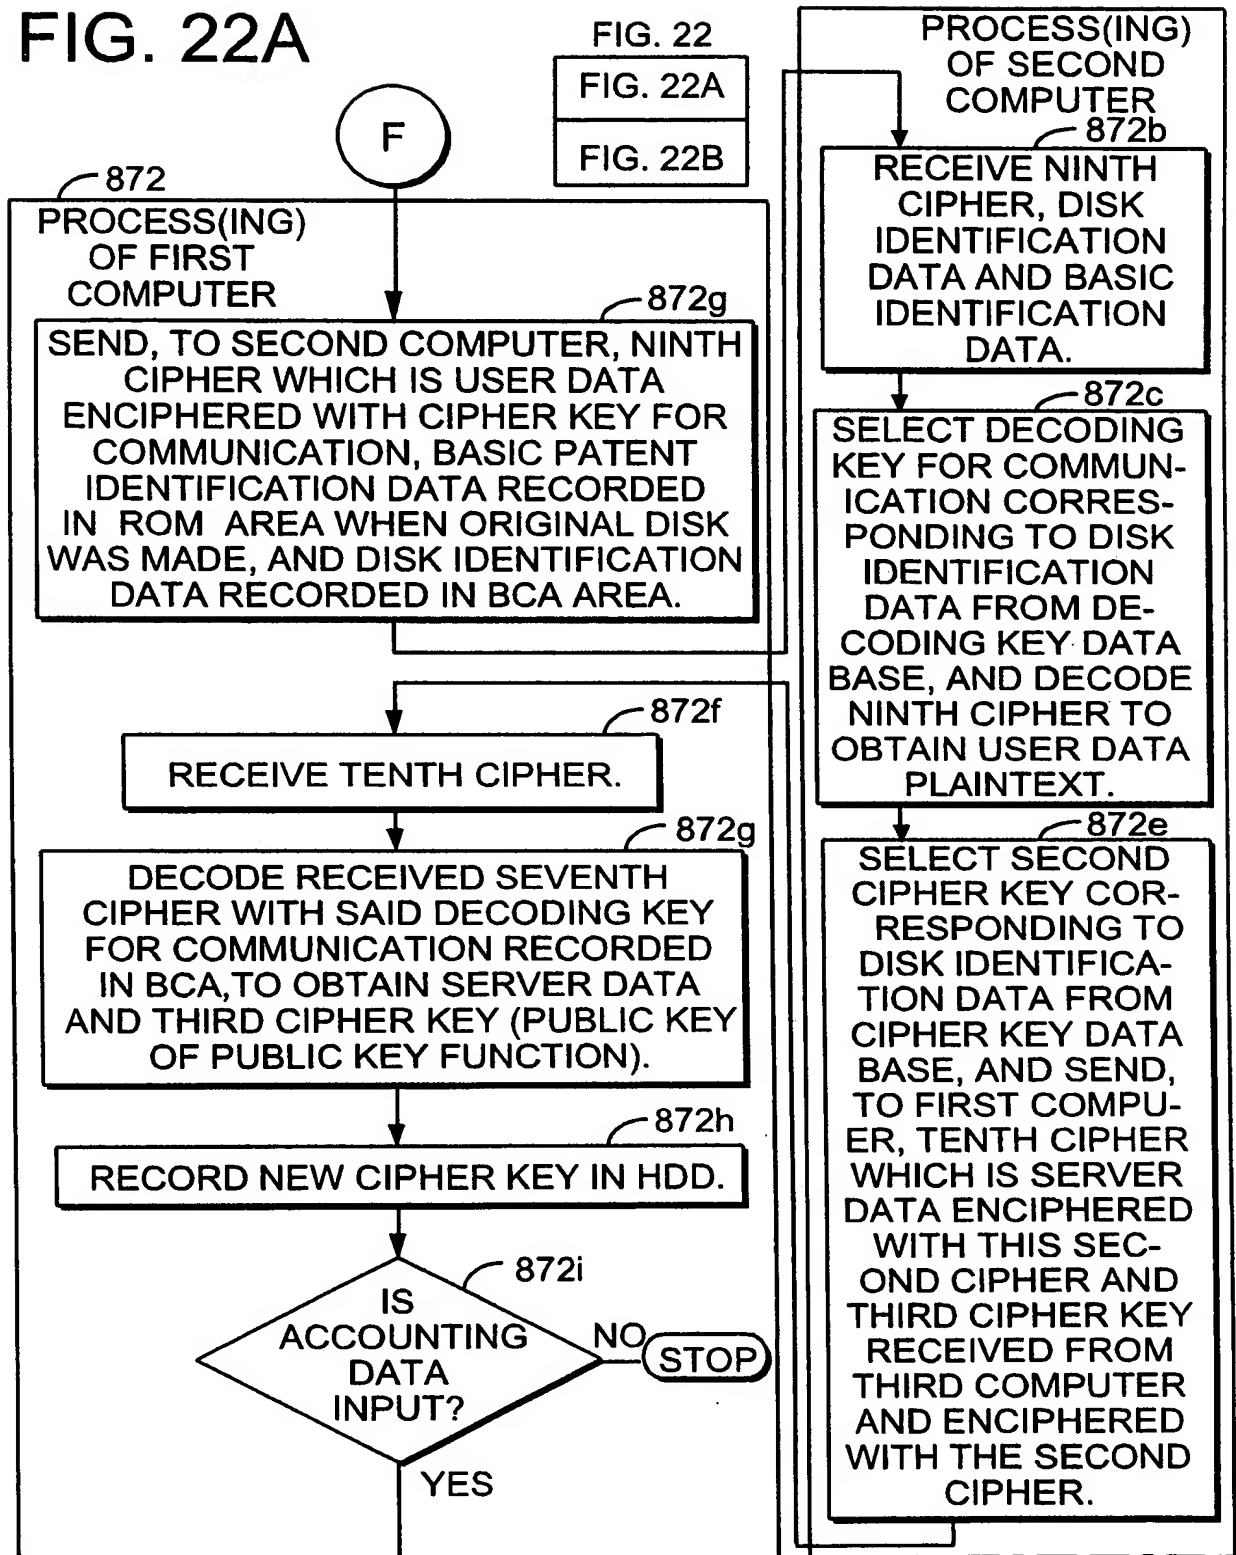 FIG. 22A
FIG. 22
FIG. 22A
FIG. 22B
F
872
PROCESS(ING)
OF FIRST
COMPUTER
872g
SEND, TO SECOND COMPUTER, NINTH
CIPHER WHICH IS USER DATA
ENCIPHERED WITH CIPHER KEY FOR
COMMUNICATION, BASIC PATENT
IDENTIFICATION DATA RECORDED
IN ROM AREA WHEN ORIGINAL DISK
WAS MADE, AND DISK IDENTIFICATION
DATA RECORDED IN BCA AREA.
872f
RECEIVE TENTH CIPHER.
872g
DECODE RECEIVED SEVENTH
CIPHER WITH SAID DECODING KEY
FOR COMMUNICATION RECORDED
IN BCA,TO OBTAIN SERVER DATA
AND THIRD CIPHER KEY (PUBLIC KEY
OF PUBLIC KEY FUNCTION).
872h
RECORD NEW CIPHER KEY IN HDD.
872i
IS
ACCOUNTING
DATA
INPUT?
NO
STOP
YES
PROCESS(ING)
OF SECOND
COMPUTER
872b
RECEIVE NINTH
CIPHER, DISK
IDENTIFICATION
DATA AND BASIC
IDENTIFICATION
DATA.
872c
SELECT DECODING
KEY FOR COMMUN-
ICATION CORRES-
PONDING TO DISK
IDENTIFICATION
DATA FROM DE-
CODING KEY DATA
BASE, AND DECODE
NINTH CIPHER TO
OBTAIN USER DATA
PLAINTEXT.
872e
SELECT SECOND
CIPHER KEY COR-
RESPONDING TO
DISK IDENTIFICA-
TION DATA FROM
CIPHER KEY DATA
BASE, AND SEND,
TO FIRST COMPU-
ER, TENTH CIPHER
WHICH IS SERVER
DATA ENCIPHERED
WITH THIS SEC-
OND CIPHER AND
THIRD CIPHER KEY
RECEIVED FROM
THIRD COMPUTER
AND ENCIPHERED
WITH THE SECOND
CIPHER.